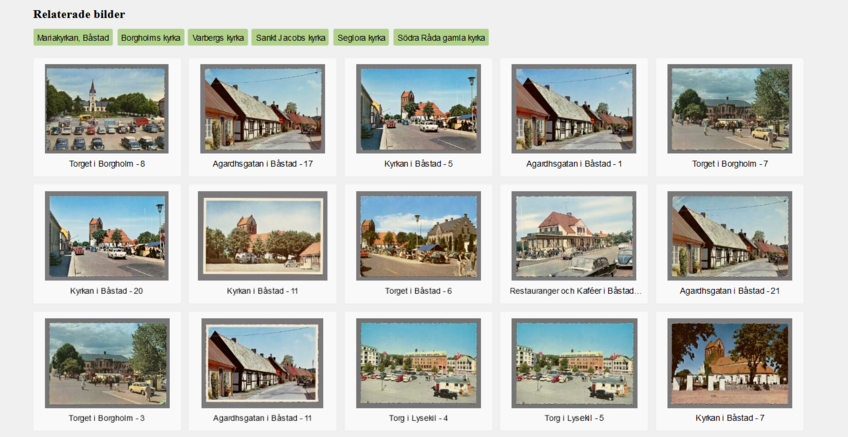 Relaterade bilder
Mariakyrkan, Båstad Borgholms kyrka Varbergs kyrka Sankt Jacobs kyrka Seglora kyrka Södra Råda gamla kyrka
Torget i Borgholm - 8 Agardhsgatan i Båstad - 17 Kyrkan i Båstad - 5 Agardhsgatan i Båstad - 1 Torget i Borgholm - 7
Kyrkan i Båstad - 20 Kyrkan i Båstad - 11 Torget i Båstad - 6 Restauranger och Kaféer i Båstad... Agardhsgatan i Båstad - 21
Torget i Borgholm - 3 Agardhsgatan i Båstad - 11 Torg i Lysekil - 4 Torg i Lysekil - 5 Kyrkan i Båstad - 7